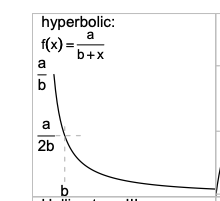 hyperbolic:
f(x) = a/(b+x)
a/b
a/2b
b